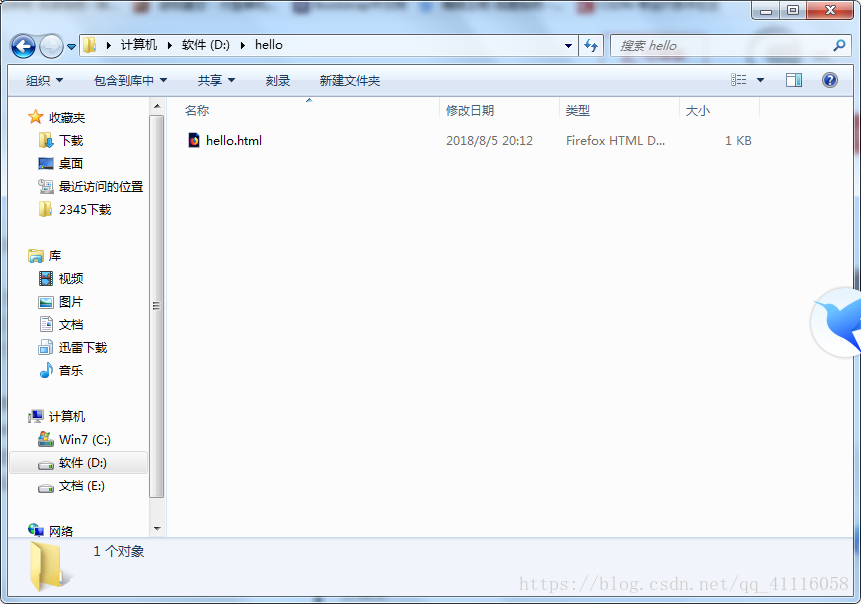 计算机 软件 (D:) hello
搜索 hello
组织 包含到库中 共享 刻录 新建文件夹
名称 修改日期 类型 大小
hello.html 2018/8/5 20:12 Firefox HTML D... 1 KB
收藏夹
下载
桌面
最近访问的位置
2345下载
库
视频
图片
文档
迅雷下载
音乐
计算机
Win7 (C:)
软件 (D:)
文档 (E:)
网络
1 个对象
https://blog.csdn.net/qq_41116058